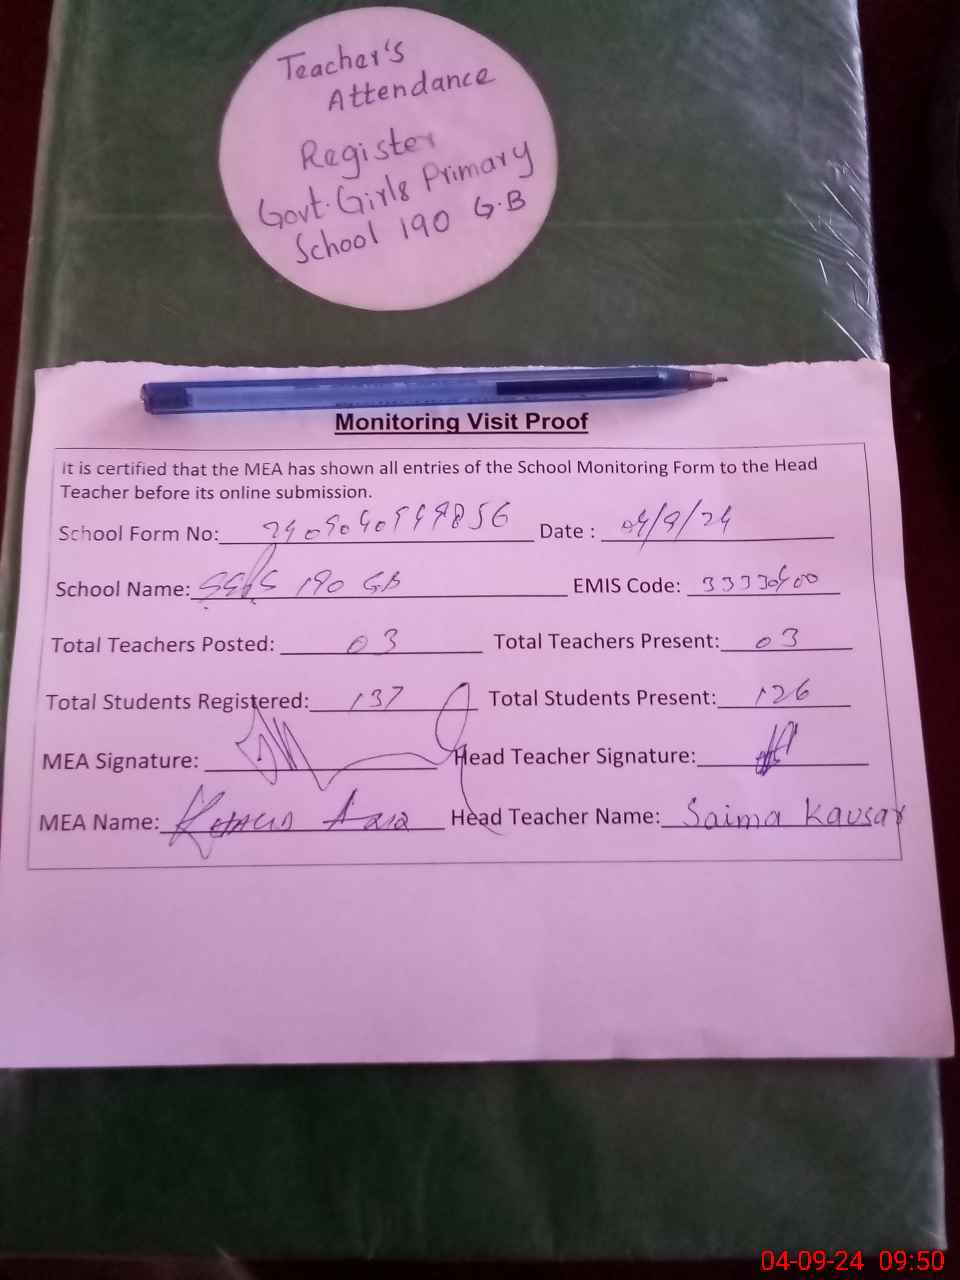 Teacher's
Attendance
Register
Govt. Girls Primary
School 190 G.B
Monitoring Visit Proof
It is certified that the MEA has shown all entries of the School Monitoring Form to the Head
Teacher before its online submission.
School Form No: Date : 04/9/24
School Name: GGPS 190 GB EMIS Code: 33330400
Total Teachers Posted: 03 Total Teachers Present: 03
Total Students Registered: 137 Total Students Present: 126
MEA Signature: Head Teacher Signature:
MEA Name: Head Teacher Name: Saima Kausar
04-09-24 09:50